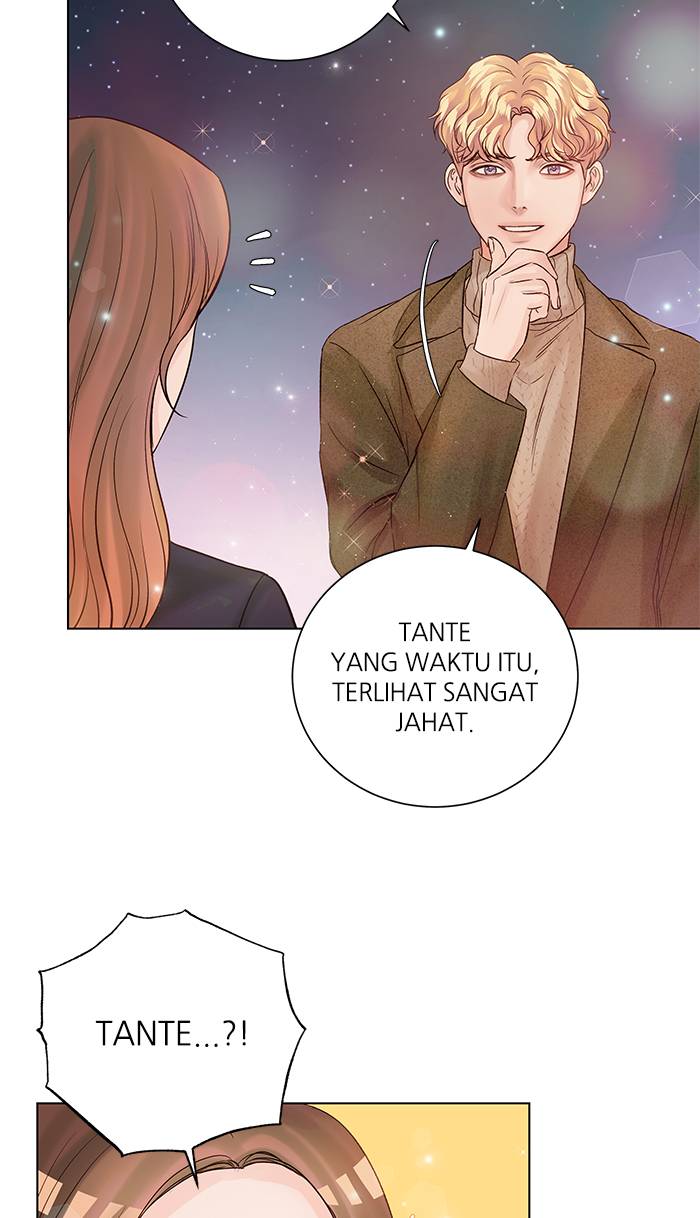 TANTE
YANG WAKTU ITU,
TERLIHAT SANGAT
JAHAT.
TANTE...?!